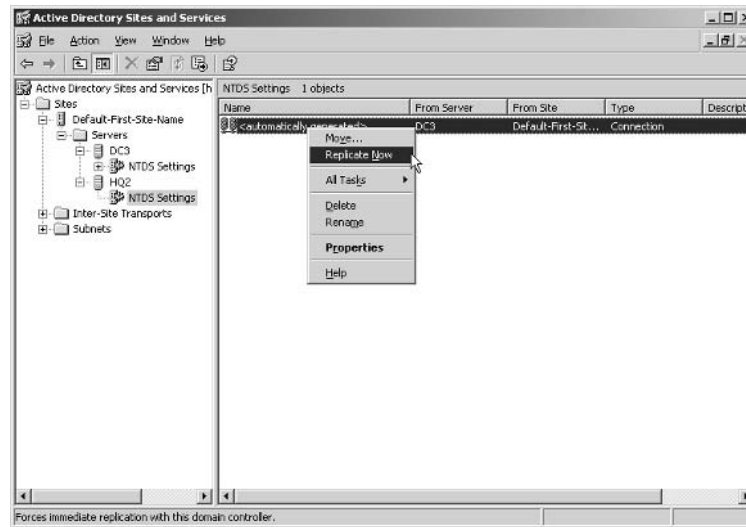 Active Directory Sites and Services
File Action View Window Help
Active Directory Sites and Services [h
Sites
Default-First-Site-Name
Servers
DC3
NTDS Settings
HQ2
NTDS Settings
Inter-Site Transports
Subnets
NTDS Settings 1 objects
Name From Server From Site Type Descript
<automatically generated> DC3 Default-First-Sit... Connection
Move...
Replicate Now
All Tasks
Delete
Rename
Properties
Help
Forces immediate replication with this domain controller.